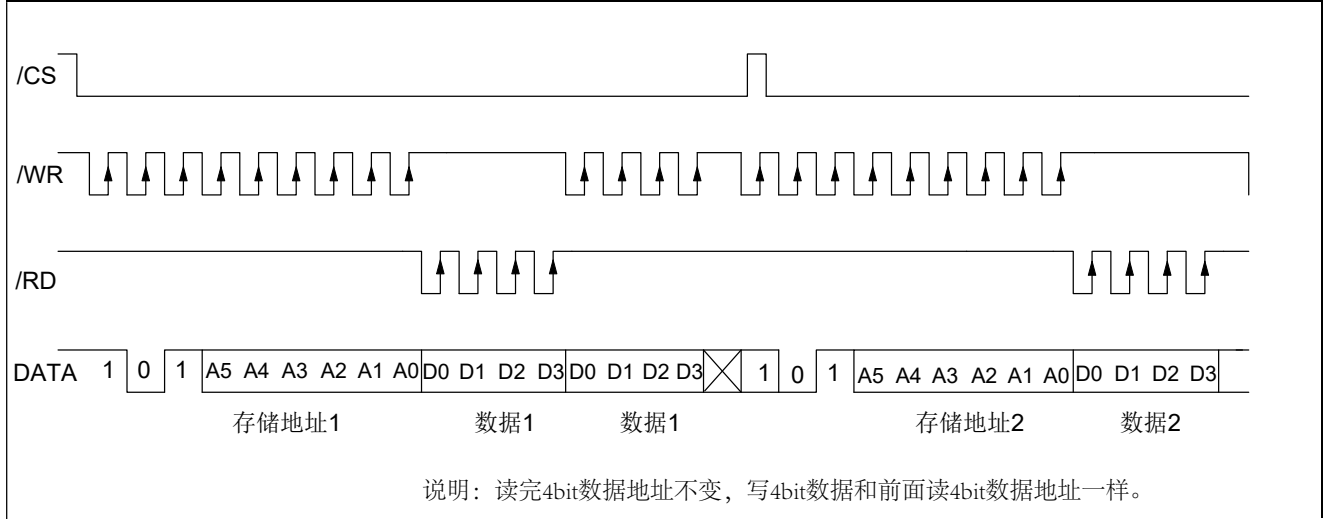 /CS
/WR
/RD
DATA 1 0 1 A5 A4 A3 A2 A1 A0 D0 D1 D2 D3 D0 D1 D2 D3 1 0 1 A5 A4 A3 A2 A1 A0 D0 D1 D2 D3
存储地址1 数据1 数据1 存储地址2 数据2
说明：读完4bit数据地址不变，写4bit数据和前面读4bit数据地址一样。